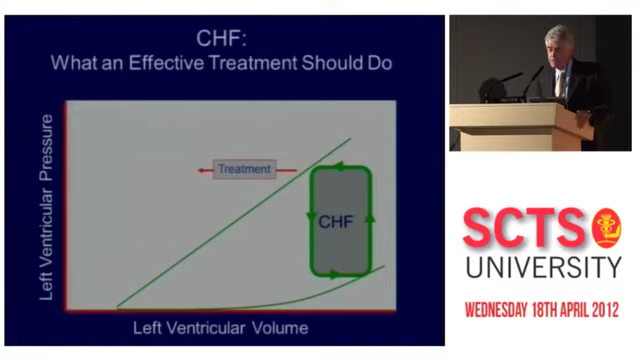 CHF:
What an Effective Treatment Should Do
Left Ventricular Pressure
Treatment
CHF
Left Ventricular Volume
SCTS
UNIVERSITY
WEDNESDAY 18TH APRIL 2012